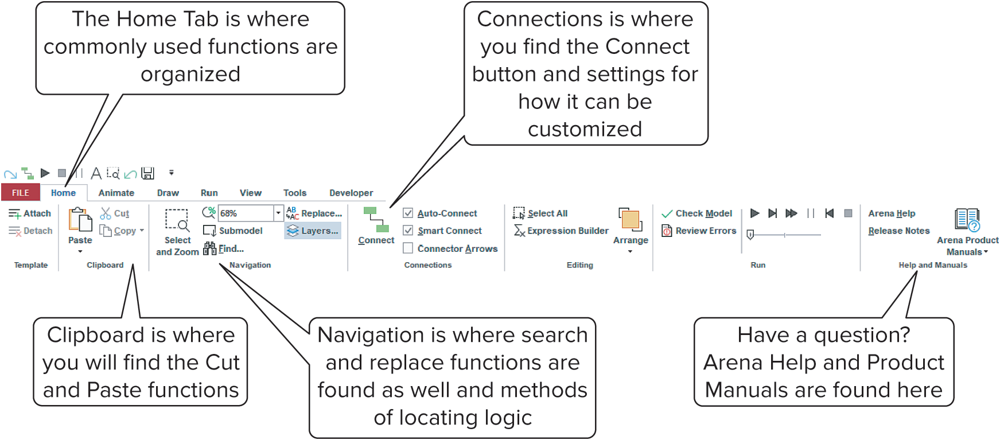 The Home Tab is where
commonly used functions are
organized
Connections is where
you find the Connect
button and settings for
how it can be
customized
A
FILE Home Animate Draw Run View Tools Developer
Attach
Detach
Template
Paste
Cut
Copy
Clipboard
Select
and Zoom
%
68%
Submodel
Find...
AB
AC
Replace...
Layers...
Navigation
Connect
Auto-Connect
Smart Connect
Connector Arrows
Connections
Select All
Expression Builder
Arrange
Editing
Check Model
Review Errors
Run
Arena Help
Release Notes
?
Arena Product
Manuals
Help and Manuals
Clipboard is where
you will find the Cut
and Paste functions
Navigation is where search
and replace functions are
found as well and methods
of locating logic
Have a question?
Arena Help and Product
Manuals are found here